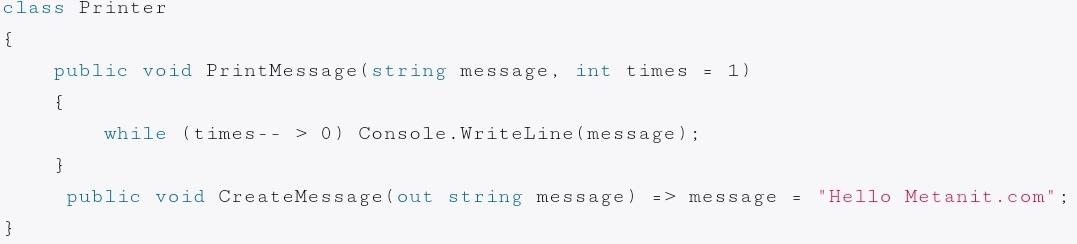 class Printer
{
    public void PrintMessage(string message, int times = 1)
    {
        while (times-- > 0) Console.WriteLine(message);
    }
     public void CreateMessage(out string message) => message = "Hello Metanit.com";
}